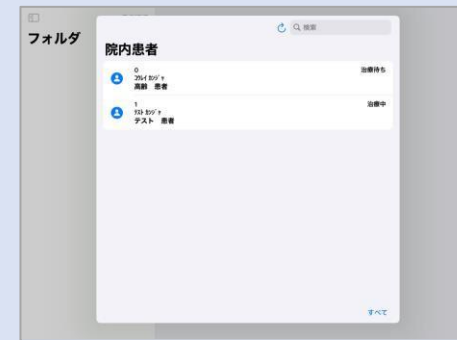 フォルダ
検索
院内患者
0
治療待ち
ｺｳﾚｲ ｶﾝｼﾞｬ
高齢 患者
1
治療中
ﾃｽﾄ ｶﾝｼﾞｬ
テスト 患者
すべて